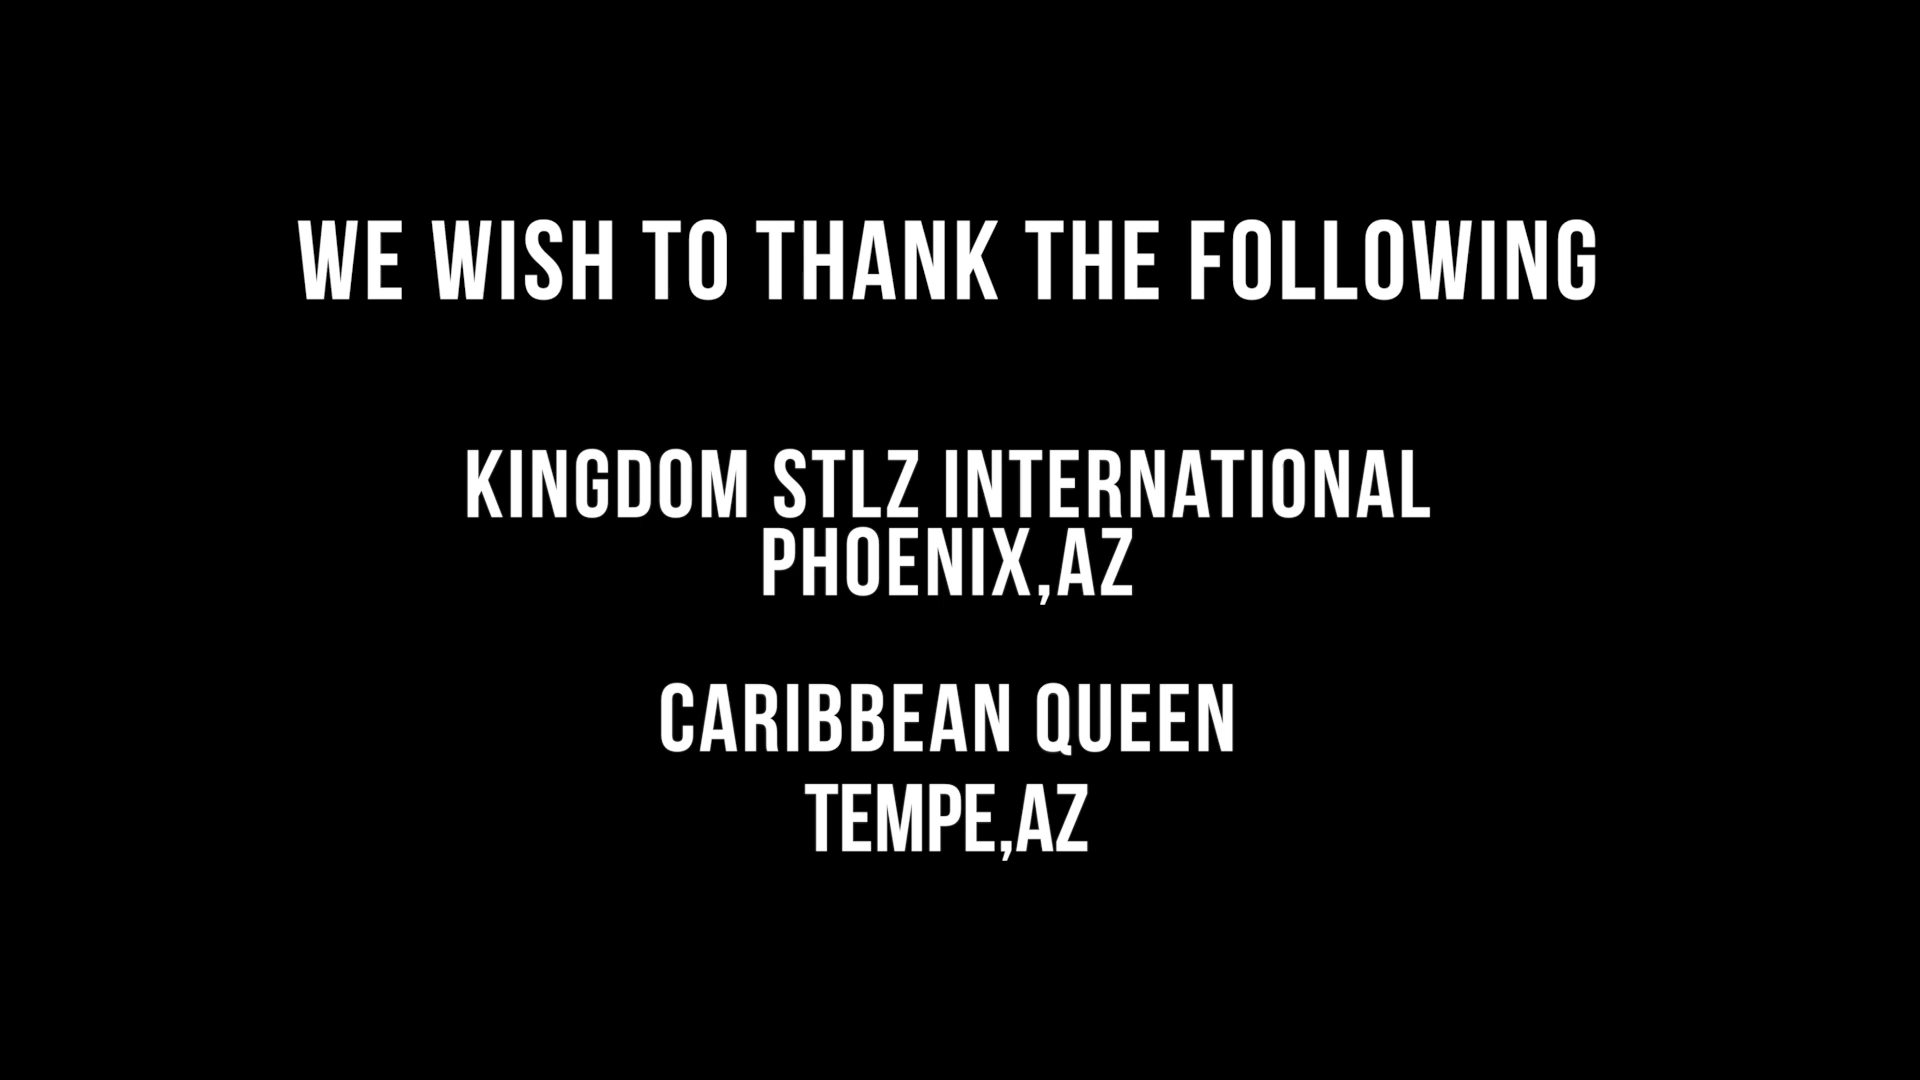 WE WISH TO THANK THE FOLLOWING
KINGDOM STLZ INTERNATIONAL
PHOENIX,AZ
CARIBBEAN QUEEN
TEMPE,AZ